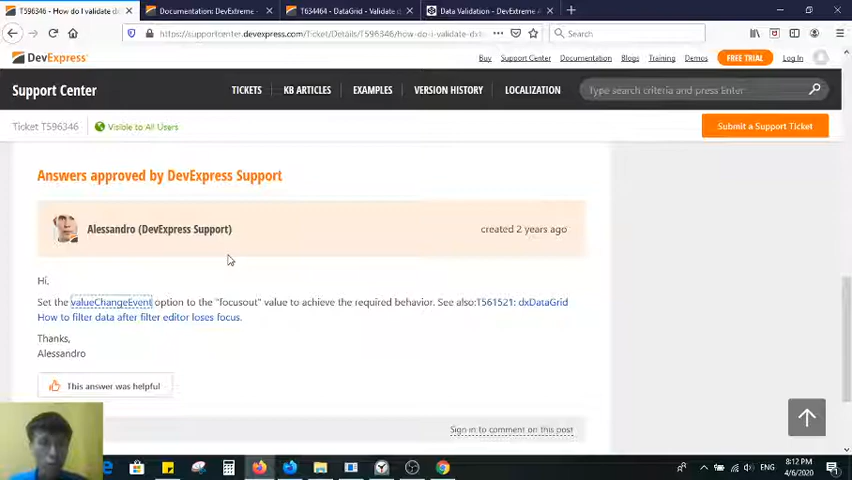 T596346 - How do I validate d
Documentation: DevExtreme -
T634464 - DataGrid - Validate
Data Validation - DevExtreme
https://supportcenter.devexpress.com/Ticket/Details/T596346/how-do-i-validate-dxt
Search
DevExpress
Buy Support Center Documentation Blogs Training Demos FREE TRIAL Log In
Support Center
TICKETS KB ARTICLES EXAMPLES VERSION HISTORY LOCALIZATION
Type search criteria and press Enter
Ticket T596346 Visible to All Users
Submit a Support Ticket
Answers approved by DevExpress Support
Alessandro (DevExpress Support) created 2 years ago
Hi,
Set the valueChangeEvent option to the "focusout" value to achieve the required behavior. See also:T561521: dxDataGrid
How to filter data after filter editor loses focus.
Thanks,
Alessandro
This answer was helpful
Sign in to comment on this post
ENG
8:12 PM
4/6/2020